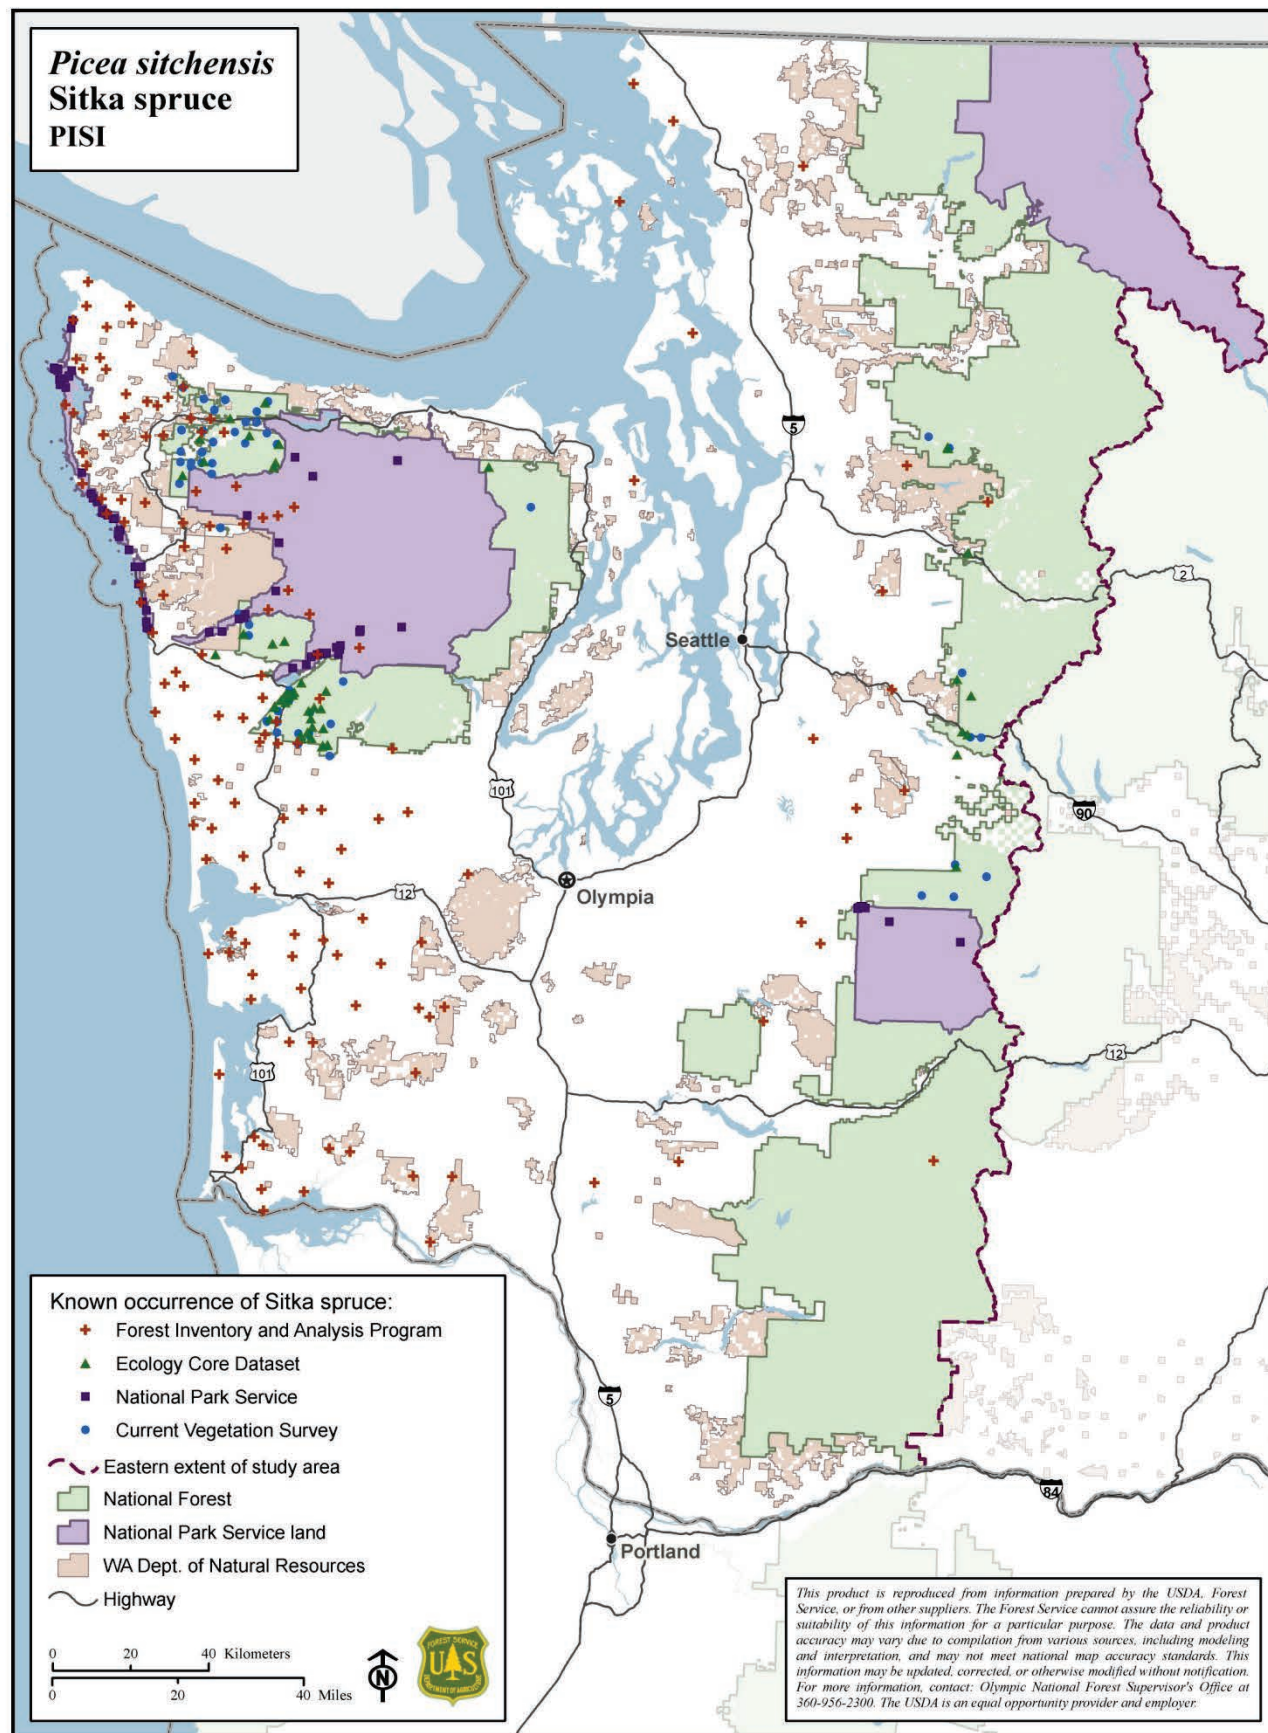 Picea sitchensis
Sitka spruce
PISI
5
2
Seattle
101
90
Olympia
12
101
12
Known occurrence of Sitka spruce:
Forest Inventory and Analysis Program
Ecology Core Dataset
National Park Service
Current Vegetation Survey
Eastern extent of study area
National Forest
National Park Service land
WA Dept. of Natural Resources
Highway
0 20 40 Kilometers
0 20 40 Miles
N
FOREST SERVICE
U S
DEPARTMENT OF AGRICULTURE
5
84
Portland
This product is reproduced from information prepared by the USDA, Forest
Service, or from other suppliers. The Forest Service cannot assure the reliability or
suitability of this information for a particular purpose. The data and product
accuracy may vary due to compilation from various sources, including modeling
and interpretation, and may not meet national map accuracy standards. This
information may be updated, corrected, or otherwise modified without notification.
For more information, contact: Olympic National Forest Supervisor's Office at
360-956-2300. The USDA is an equal opportunity provider and employer.